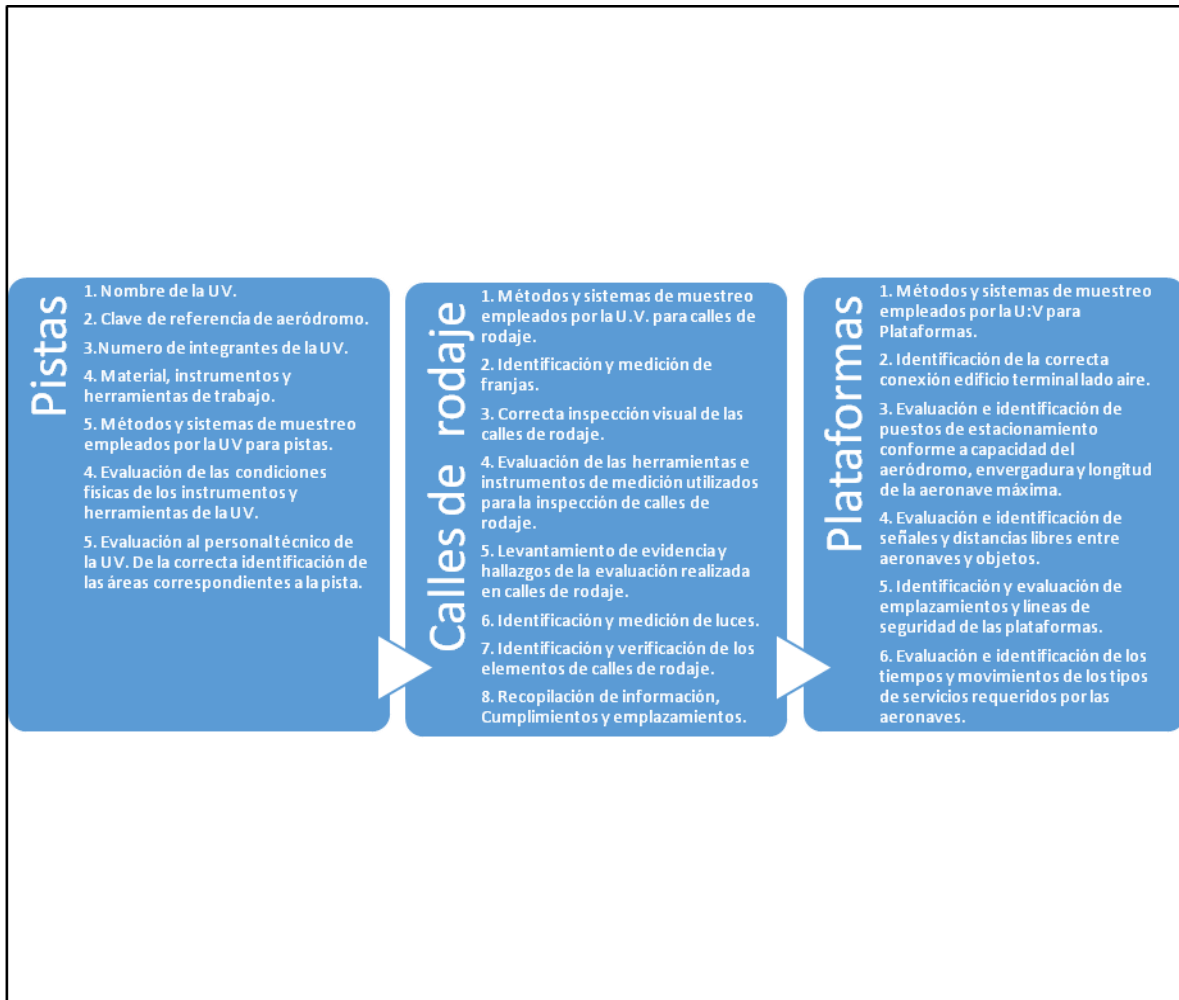 Pistas
1. Nombre de la UV.
2. Clave de referencia de aeródromo.
3.Numero de integrantes de la UV.
4. Material, instrumentos y
herramientas de trabajo.
5. Métodos y sistemas de muestreo
empleados por la UV para pistas.
4. Evaluación de las condiciones
físicas de los instrumentos y
herramientas de la UV.
5. Evaluación al personal técnico de
la UV. De la correcta identificación de
las áreas correspondientes a la pista.
Calles de rodaje
1. Métodos y sistemas de muestreo
empleados por la U.V. para calles de
rodaje.
2. Identificación y medición de
franjas.
3. Correcta inspección visual de las
calles de rodaje.
4. Evaluación de las herramientas e
instrumentos de medición utilizados
para la inspección de calles de
rodaje.
5. Levantamiento de evidencia y
hallazgos de la evaluación realizada
en calles de rodaje.
6. Identificación y medición de luces.
7. Identificación y verificación de los
elementos de calles de rodaje.
8. Recopilación de información,
Cumplimientos y emplazamientos.
Plataformas
1. Métodos y sistemas de muestreo
empleados por la U:V para
Plataformas.
2. Identificación de la correcta
conexión edificio terminal lado aire.
3. Evaluación e identificación de
puestos de estacionamiento
conforme a capacidad del
aeródromo, envergadura y longitud
de la aeronave máxima.
4. Evaluación e identificación de
señales y distancias libres entre
aeronaves y objetos.
5. Identificación y evaluación de
emplazamientos y líneas de
seguridad de las plataformas.
6. Evaluación e identificación de los
tiempos y movimientos de los tipos
de servicios requeridos por las
aeronaves.